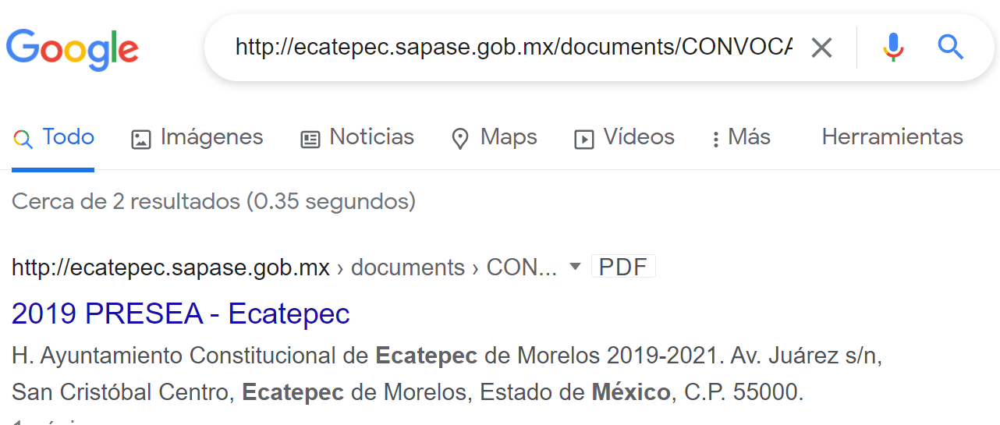 Google
http://ecatepec.sapase.gob.mx/documents/CONVOCA
Todo Imágenes Noticias Maps Vídeos Más Herramientas
Cerca de 2 resultados (0.35 segundos)
http://ecatepec.sapase.gob.mx › documents › CON... PDF
2019 PRESEA - Ecatepec
H. Ayuntamiento Constitucional de Ecatepec de Morelos 2019-2021. Av. Juárez s/n,
San Cristóbal Centro, Ecatepec de Morelos, Estado de México, C.P. 55000.